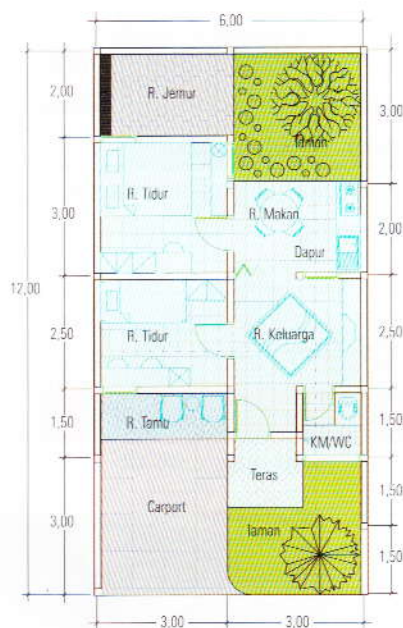 6,00
2,00
R. Jemur
Taman
3,00
3,00
R. Tidur
R. Makan
Dapur
2,00
12,00
2,50
R. Tidur
R. Keluarga
2,50
1,50
R. Tamu
KM/WC
1,50
Teras
3,00
Carport
Taman
1,50
1,50
3,00
3,00